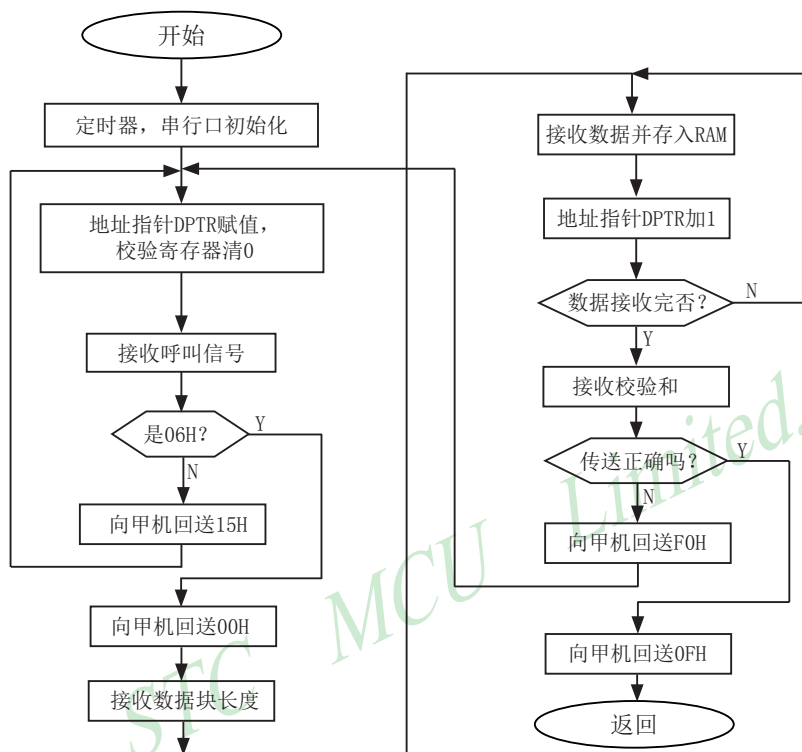 开始
定时器，串行口初始化
地址指针DPTR赋值，
校验寄存器清0
接收呼叫信号
是06H？
Y
N
向甲机回送15H
向甲机回送00H
接收数据块长度
接收数据并存入RAM
地址指针DPTR加1
数据接收完否？
N
Y
接收校验和
传送正确吗？
Y
N
向甲机回送F0H
向甲机回送0FH
返回
STC MCU Limited.